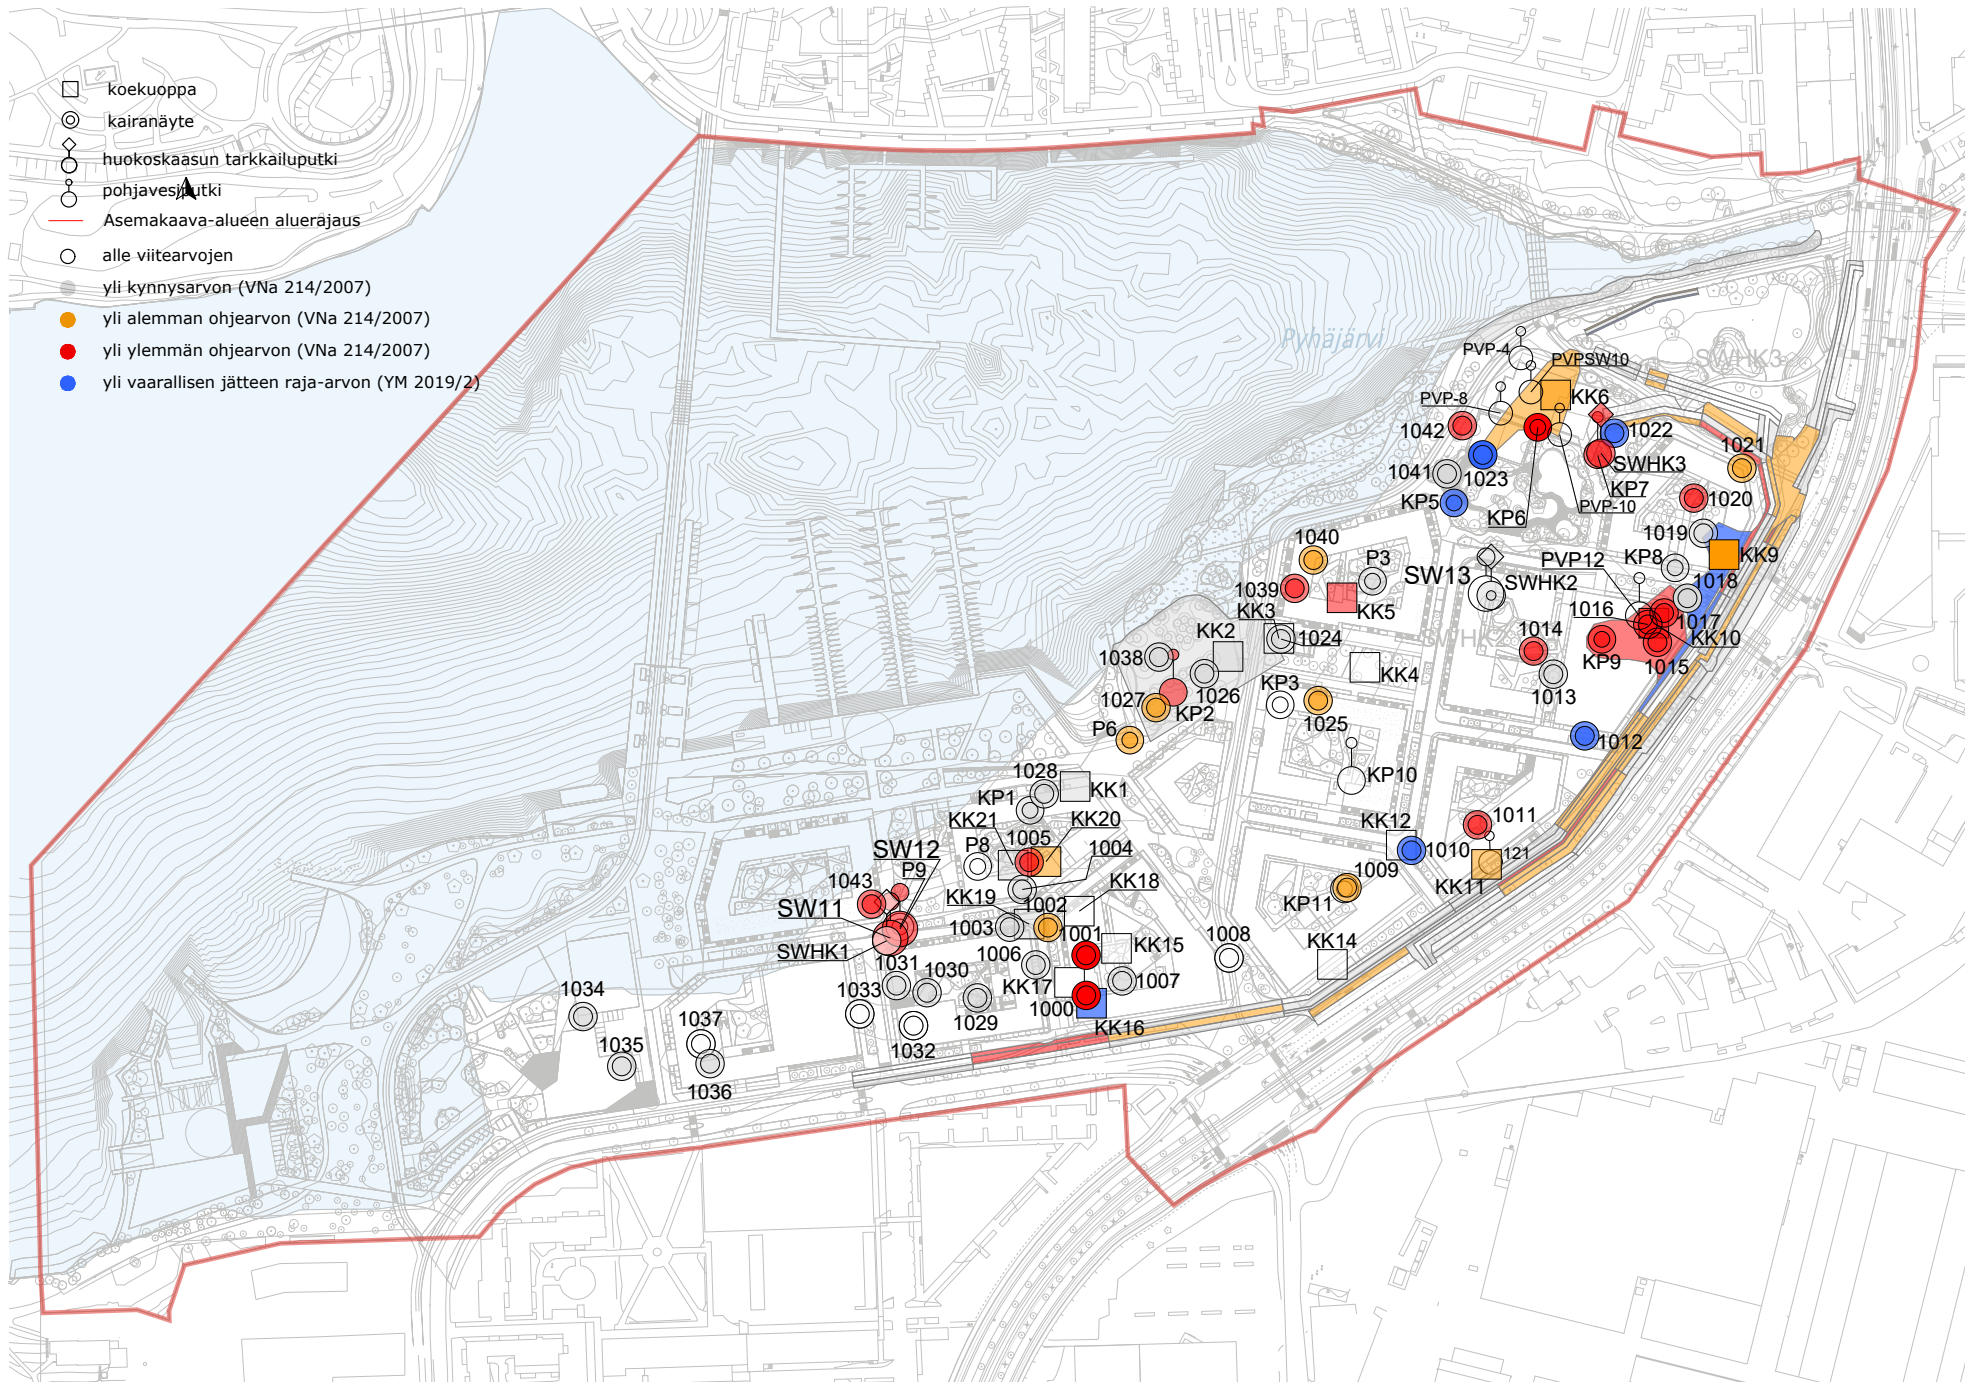 koekuoppa
kairanäyte
huokoskaasun tarkkailuputki
pohjavesiputki
Asemakaava-alueen aluerajaus
alle viitearvojen
yli kynnysarvon (VNa 214/2007)
yli alemman ohjearvon (VNa 214/2007)
yli ylemmän ohjearvon (VNa 214/2007)
yli vaarallisen jätteen raja-arvon (YM 2019/2)
Pyhäjärvi
PVP-4
PVPSW10
SWHK3
PVP-8
KK6
1042
1022
1021
1041
1023
SWHK3
KP7
1020
KP5
KP6
PVP-10
1019
1040
P3
SW13
SWHK2
PVP12
KP8
KK9
1018
1039
KK5
KK3
1016
1017
KK2
1024
SWHK2
1014
KP9
KK10
1015
1038
1026
KK4
1013
1027
KP2
KP3
1025
P6
1012
1028
KK1
KP10
KP1
KK21
KK20
1011
KK12
1005
1004
1010
121
SW12
P8
P9
1009
KK11
1043
KK18
KP11
KK19
1002
SW11
1003
1001
KK15
1008
KK14
SWHK1
1006
1031
1030
KK17
1007
1034
1033
1029
1000
KK16
1037
1032
1035
1036